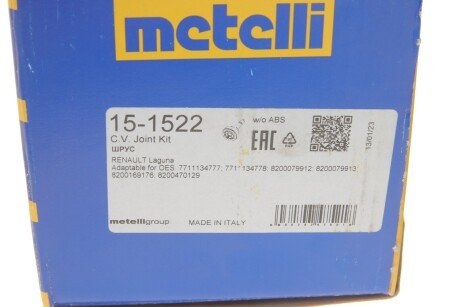 metelli
15-1522
w/o ABS
C.V. Joint Kit
ШРУС
EAC
13/01/23
RENAULT Laguna
Adaptable for OES: 7711134777; 7711134778; 8200079912; 8200079913;
8200169176; 8200470129
metelligroup
MADE IN ITALY